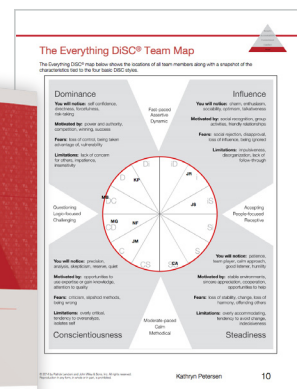 The Everything DiSC® Team Map
The Everything DiSC® map below shows the locations of all team members along with a snapshot of the
characteristics tied to the four basic DiSC styles.
Dominance
You will notice: self-confidence,
directness, forcefulness,
risk-taking
Motivated by: power and authority,
competition, winning, success
Fears: loss of control, being taken
advantage of, vulnerability
Limitations: lack of concern
for others, impatience,
insensitivity
Fast-paced
Assertive
Dynamic
Influence
You will notice: charm, enthusiasm,
sociability, optimism, talkativeness
Motivated by: social recognition, group
activities, friendly relationships
Fears: social rejection, disapproval,
loss of influence, being ignored
Limitations: impulsiveness,
disorganization, lack of
follow-through
KP
JR
ME
JS
MG
NF
JM
CA
Questioning
Logic-focused
Challenging
Accepting
People-focused
Receptive
You will notice: precision,
analysis, skepticism, reserve, quiet
Motivated by: opportunities to
use expertise or gain knowledge,
attention to quality
Fears: criticism, slipshod methods,
being wrong
Limitations: overly critical,
tendency to overanalyze,
isolates self
Conscientiousness
Moderate-paced
Calm
Methodical
You will notice: patience,
team player, calm approach,
good listener, humility
Motivated by: stable environments,
sincere appreciation, cooperation,
opportunities to help
Fears: loss of stability, change, loss of
harmony, offending others
Limitations: overly accommodating,
tendency to avoid change,
indecisiveness
Steadiness
Kathryn Petersen
10